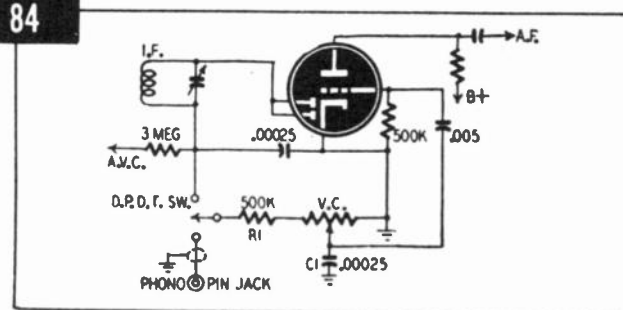 84
I.F.
A.F.
B+
3 MEG
.00025
500K
.005
A.V.C.
D.P.D.T. SW.
500K
V.C.
R1
C1 .00025
PHONO PIN JACK